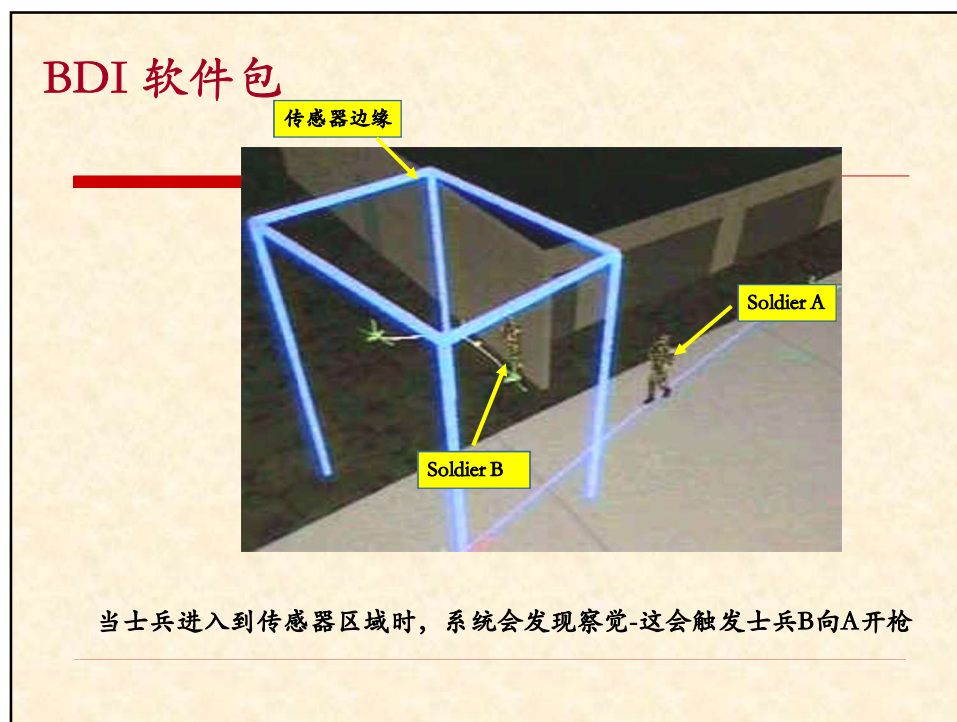 BDI 软件包
传感器边缘
Soldier A
Soldier B
当士兵进入到传感器区域时，系统会发现察觉-这会触发士兵B向A开枪